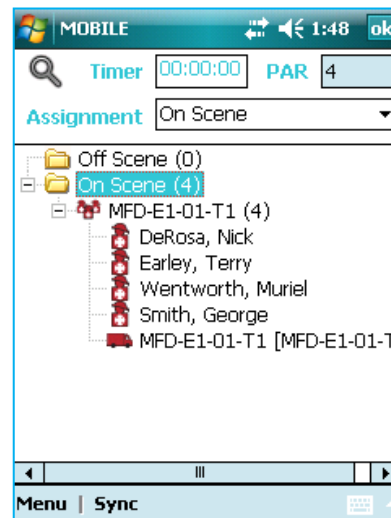 MOBILE 1:48 ok
Timer 00:00:00 PAR 4
Assignment On Scene
Off Scene (0)
On Scene (4)
MFD-E1-01-T1 (4)
DeRosa, Nick
Earley, Terry
Wentworth, Muriel
Smith, George
MFD-E1-01-T1 [MFD-E1-01-T
Menu | Sync